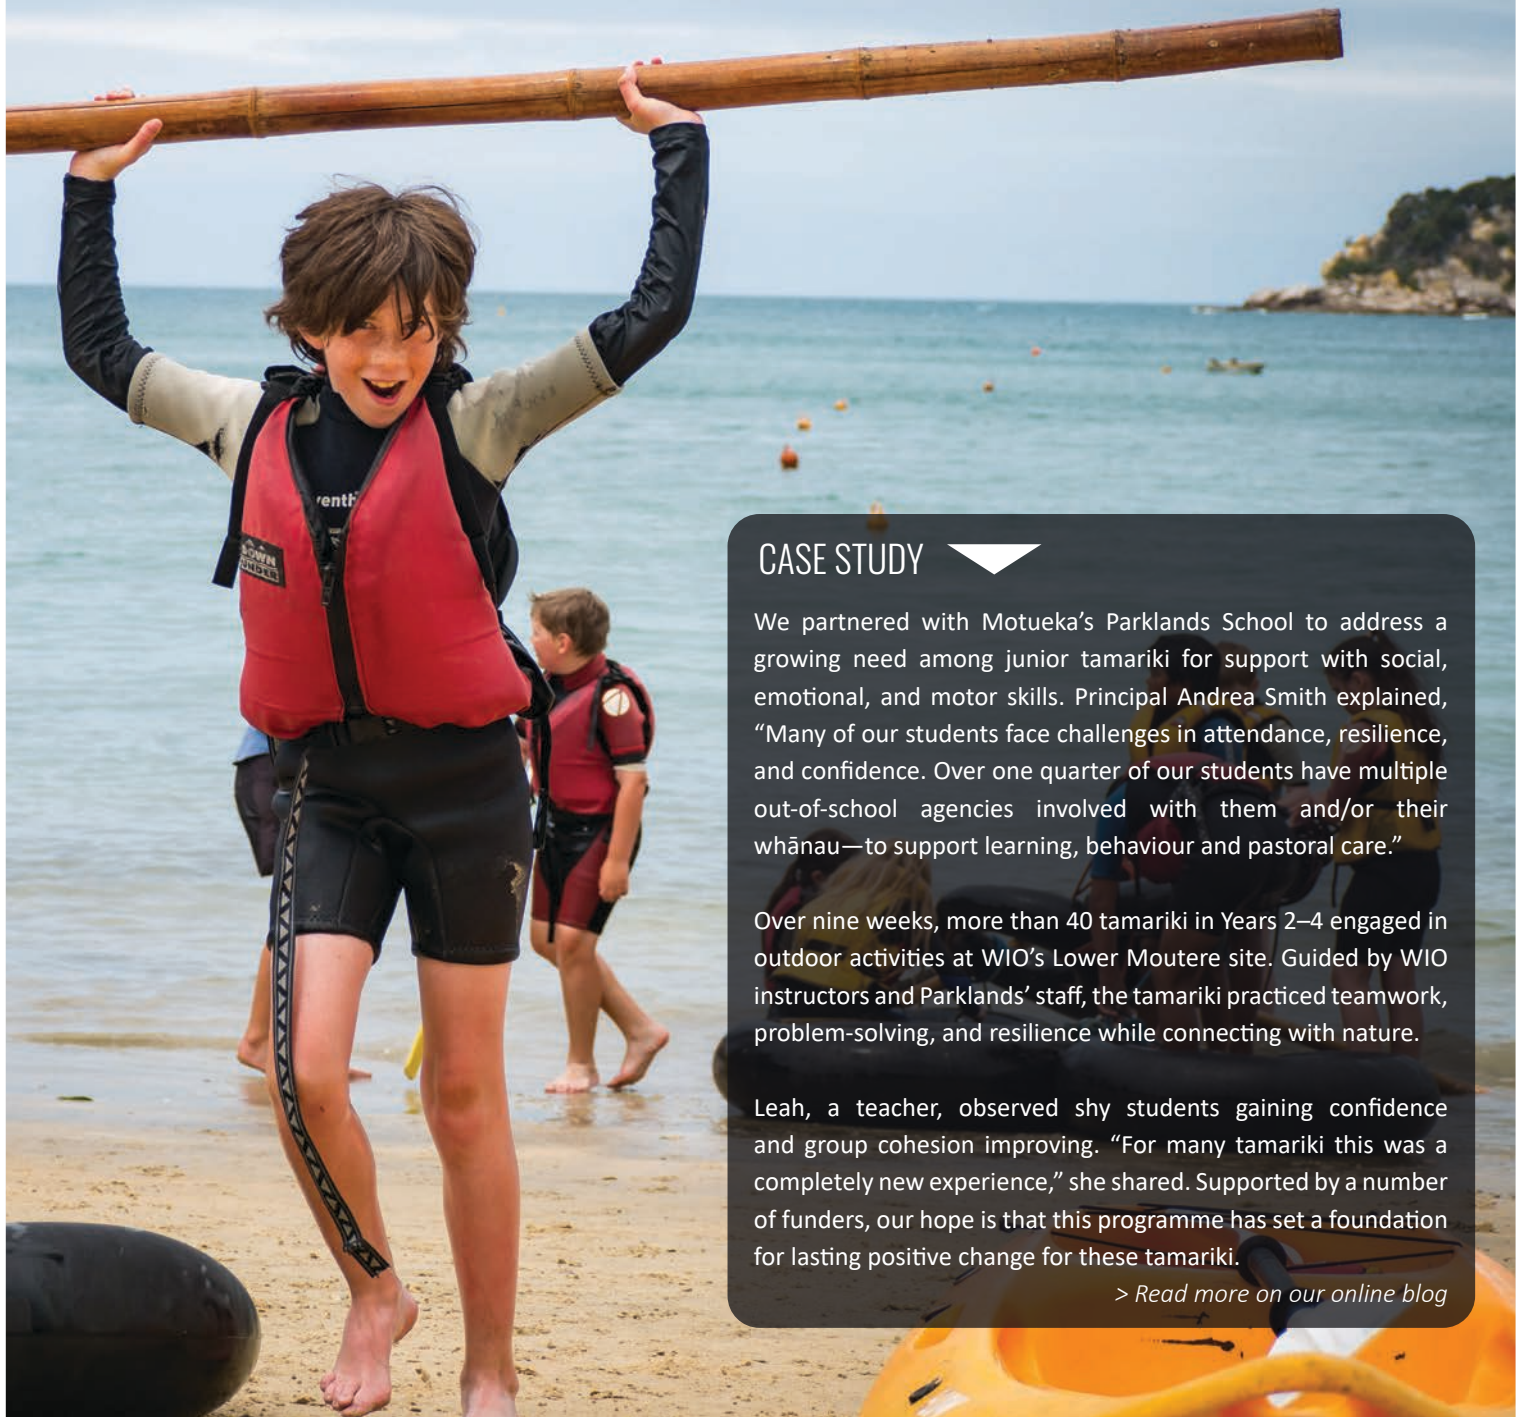 venth
DOWN
UNDER
CASE STUDY
We partnered with Motueka’s Parklands School to address a
growing need among junior tamariki for support with social,
emotional, and motor skills. Principal Andrea Smith explained,
“Many of our students face challenges in attendance, resilience,
and confidence. Over one quarter of our students have multiple
out-of-school agencies involved with them and/or their
whānau—to support learning, behaviour and pastoral care.”
Over nine weeks, more than 40 tamariki in Years 2–4 engaged in
outdoor activities at WIO’s Lower Moutere site. Guided by WIO
instructors and Parklands’ staff, the tamariki practiced teamwork,
problem-solving, and resilience while connecting with nature.
Leah, a teacher, observed shy students gaining confidence
and group cohesion improving. “For many tamariki this was a
completely new experience,” she shared. Supported by a number
of funders, our hope is that this programme has set a foundation
for lasting positive change for these tamariki.
> Read more on our online blog